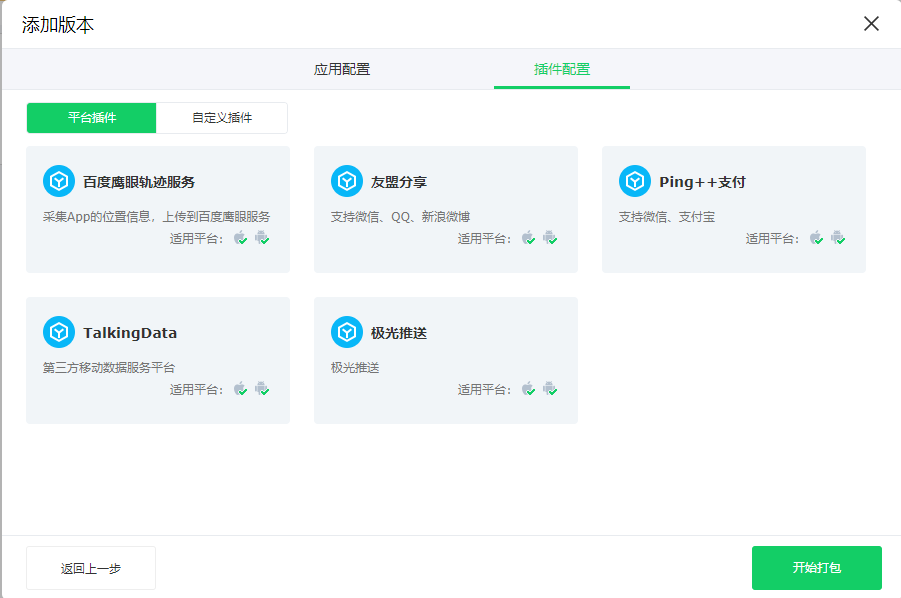 添加版本
应用配置
插件配置
平台插件
自定义插件
百度鹰眼轨迹服务
采集App的位置信息，上传到百度鹰眼服务
适用平台：
友盟分享
支持微信、QQ、新浪微博
适用平台：
Ping++支付
支持微信、支付宝
适用平台：
TalkingData
第三方移动数据服务平台
适用平台：
极光推送
极光推送
适用平台：
返回上一步
开始打包